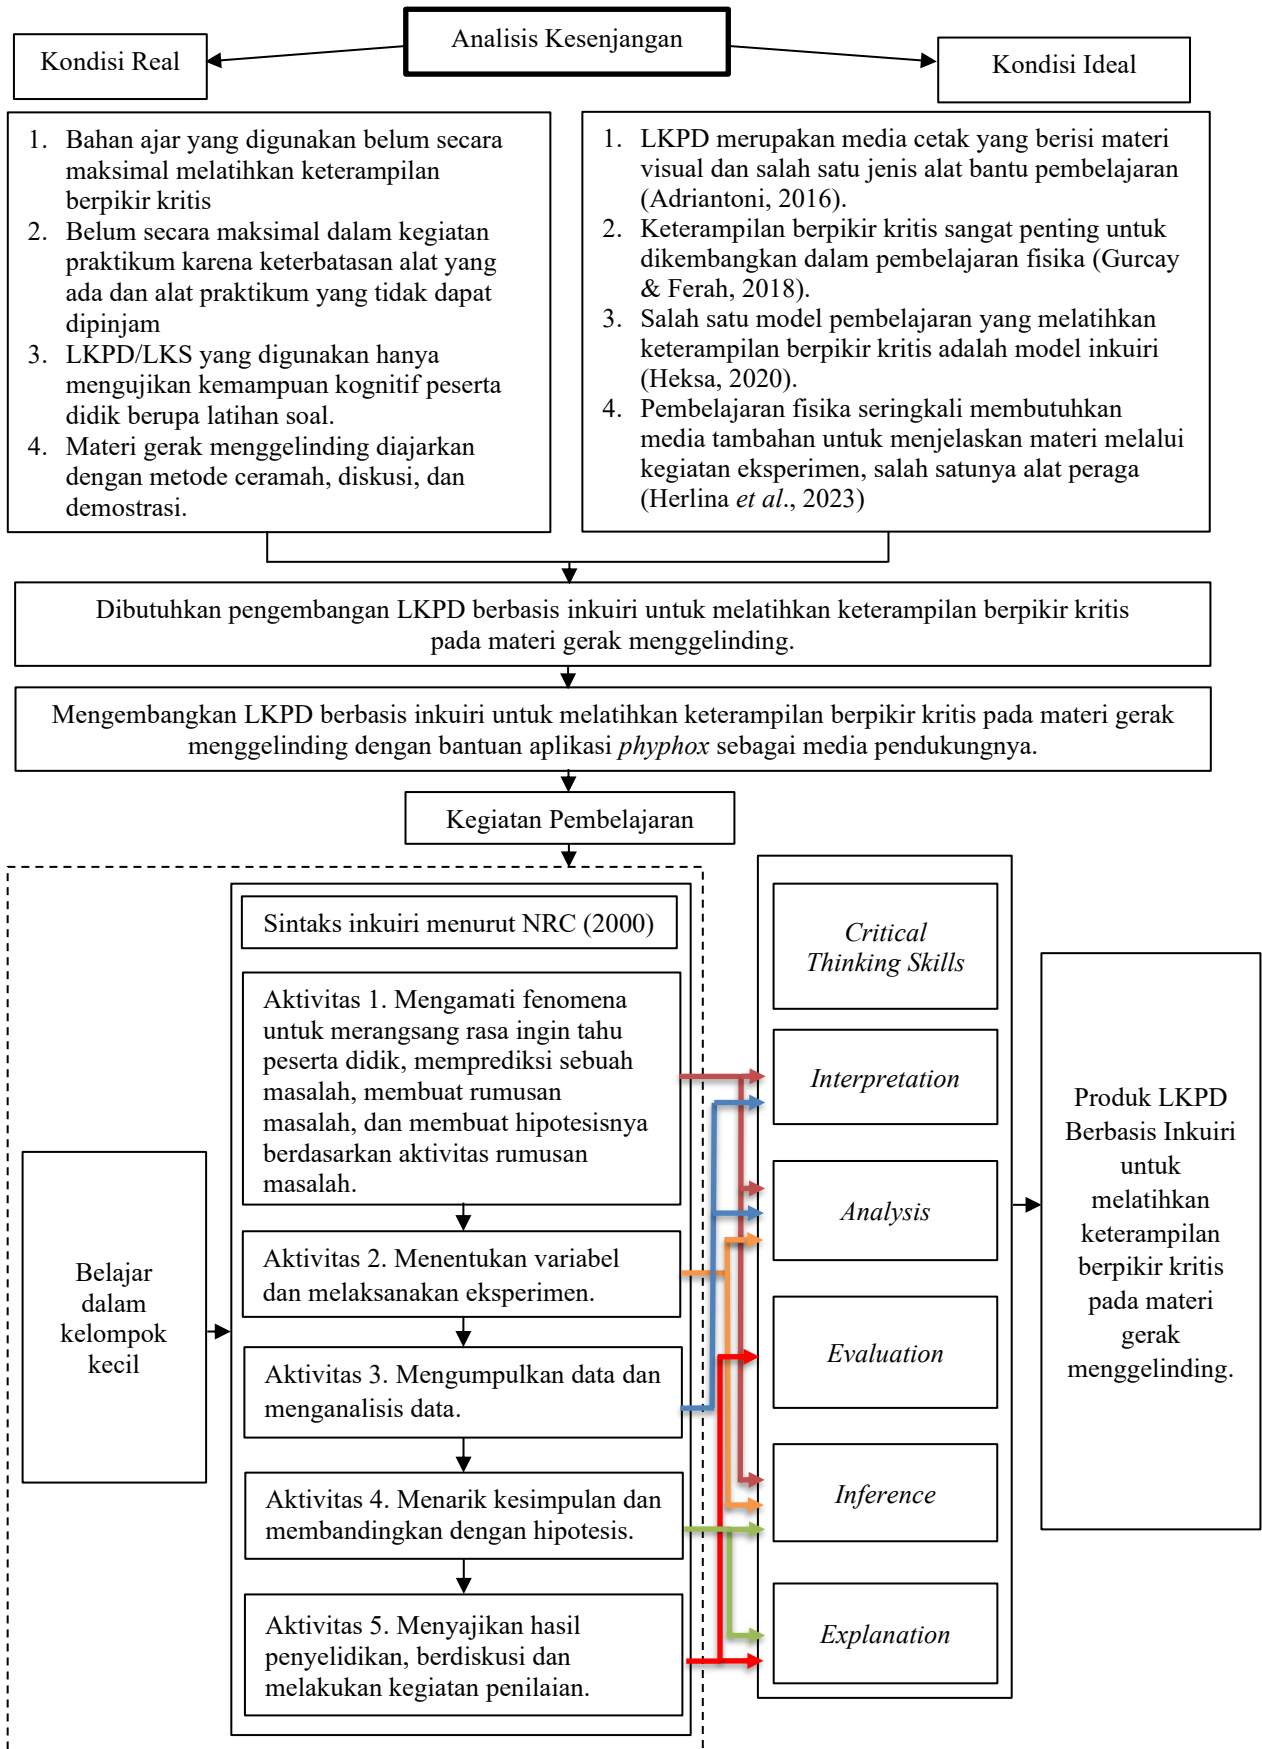 Analisis Kesenjangan
Kondisi Real
Kondisi Ideal
1. Bahan ajar yang digunakan belum secara
maksimal melatihkan keterampilan
berpikir kritis
2. Belum secara maksimal dalam kegiatan
praktikum karena keterbatasan alat yang
ada dan alat praktikum yang tidak dapat
dipinjam
3. LKPD/LKS yang digunakan hanya
mengujikan kemampuan kognitif peserta
didik berupa latihan soal.
4. Materi gerak menggelinding diajarkan
dengan metode ceramah, diskusi, dan
demostrasi.
1. LKPD merupakan media cetak yang berisi materi
visual dan salah satu jenis alat bantu pembelajaran
(Adriantoni, 2016).
2. Keterampilan berpikir kritis sangat penting untuk
dikembangkan dalam pembelajaran fisika (Gurcay
& Ferah, 2018).
3. Salah satu model pembelajaran yang melatihkan
keterampilan berpikir kritis adalah model inkuiri
(Heksa, 2020).
4. Pembelajaran fisika seringkali membutuhkan
media tambahan untuk menjelaskan materi melalui
kegiatan eksperimen, salah satunya alat peraga
(Herlina et al., 2023)
Dibutuhkan pengembangan LKPD berbasis inkuiri untuk melatihkan keterampilan berpikir kritis
pada materi gerak menggelinding.
Mengembangkan LKPD berbasis inkuiri untuk melatihkan keterampilan berpikir kritis pada materi gerak
menggelinding dengan bantuan aplikasi phyphox sebagai media pendukungnya.
Kegiatan Pembelajaran
Belajar
dalam
kelompok
kecil
Sintaks inkuiri menurut NRC (2000)
Aktivitas 1. Mengamati fenomena
untuk merangsang rasa ingin tahu
peserta didik, memprediksi sebuah
masalah, membuat rumusan
masalah, dan membuat hipotesisnya
berdasarkan aktivitas rumusan
masalah.
Aktivitas 2. Menentukan variabel
dan melaksanakan eksperimen.
Aktivitas 3. Mengumpulkan data dan
menganalisis data.
Aktivitas 4. Menarik kesimpulan dan
membandingkan dengan hipotesis.
Aktivitas 5. Menyajikan hasil
penyelidikan, berdiskusi dan
melakukan kegiatan penilaian.
Critical
Thinking Skills
Interpretation
Analysis
Evaluation
Inference
Explanation
Produk LKPD
Berbasis Inkuiri
untuk
melatihkan
keterampilan
berpikir kritis
pada materi
gerak
menggelinding.